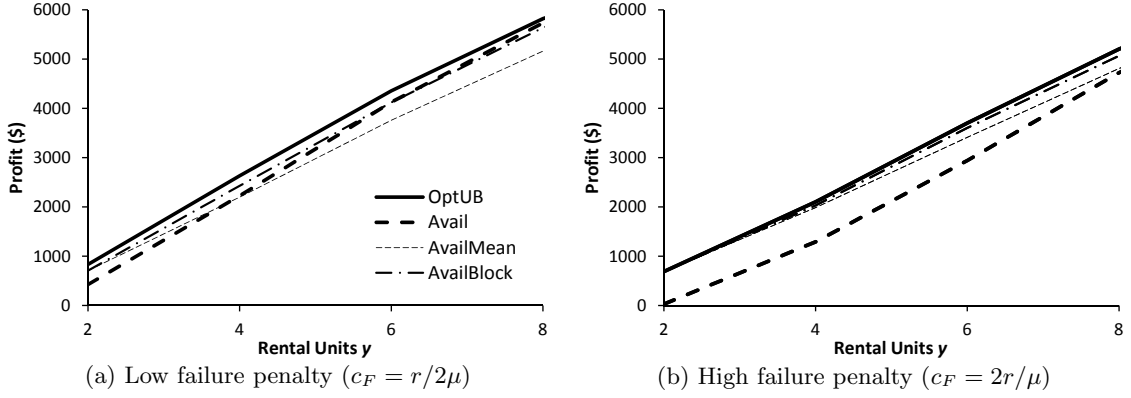 6000
5000
4000
3000
2000
1000
0
Profit ($)
2 4 6 8
Rental Units y
OptUB
Avail
AvailMean
AvailBlock
(a) Low failure penalty (c_F = r/2μ)
6000
5000
4000
3000
2000
1000
0
Profit ($)
2 4 6 8
Rental Units y
(b) High failure penalty (c_F = 2r/μ)